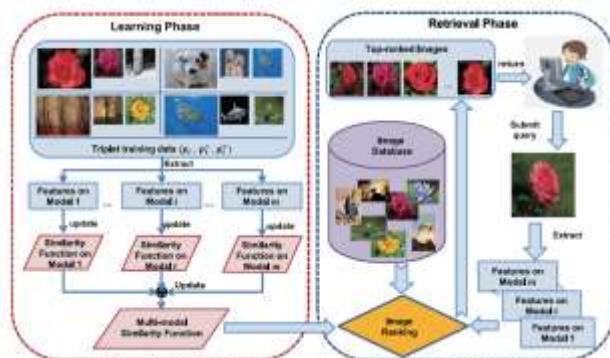 Learning Phase
Triplet training data (p₁, p₁⁺, p₁⁻)
Extract
Features on
Modal 1
...
Features on
Modal i
...
Features on
Modal m
update
update
update
Similarity
Function on
Modal 1
Similarity
Function on
Modal i
Similarity
Function on
Modal m
Update
Multi-modal
Similarity Function
Retrieval Phase
Top-ranked Images
...
return
Submit
query
Image
Database
Extract
Features on
Modal m
Features on
Modal i
Features on
Modal 1
Image
Ranking